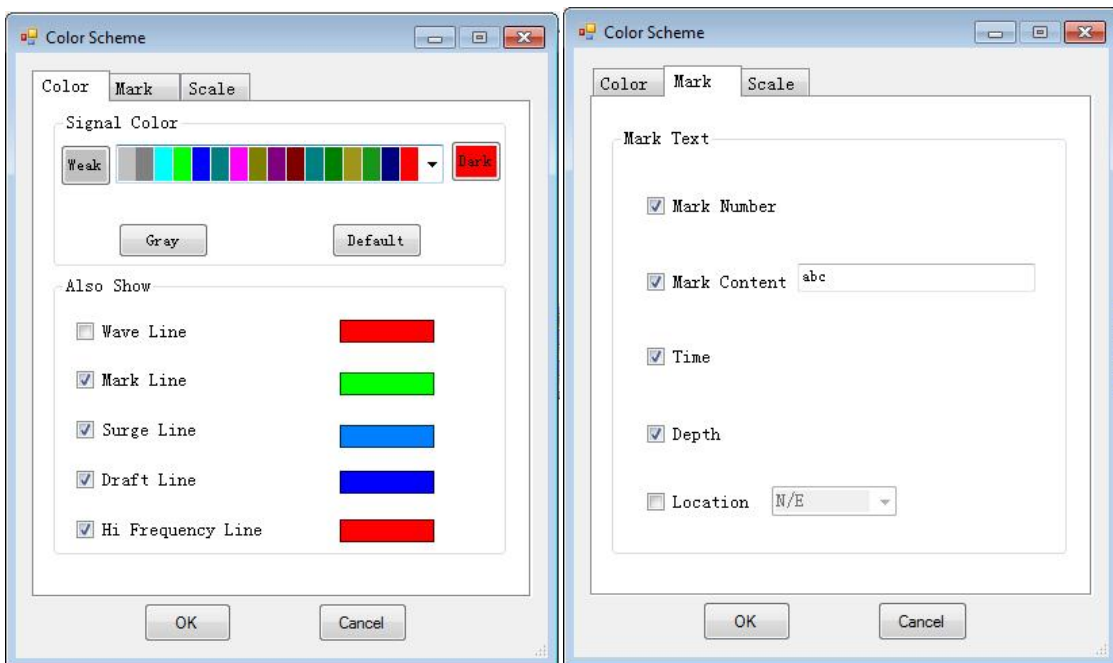 Color Scheme
Color Mark Scale
Signal Color
Weak Dark
Gray Default
Also Show
Wave Line
Mark Line
Surge Line
Draft Line
Hi Frequency Line
OK Cancel
Color Scheme
Color Mark Scale
Mark Text
Mark Number
Mark Content abc
Time
Depth
Location N/E
OK Cancel